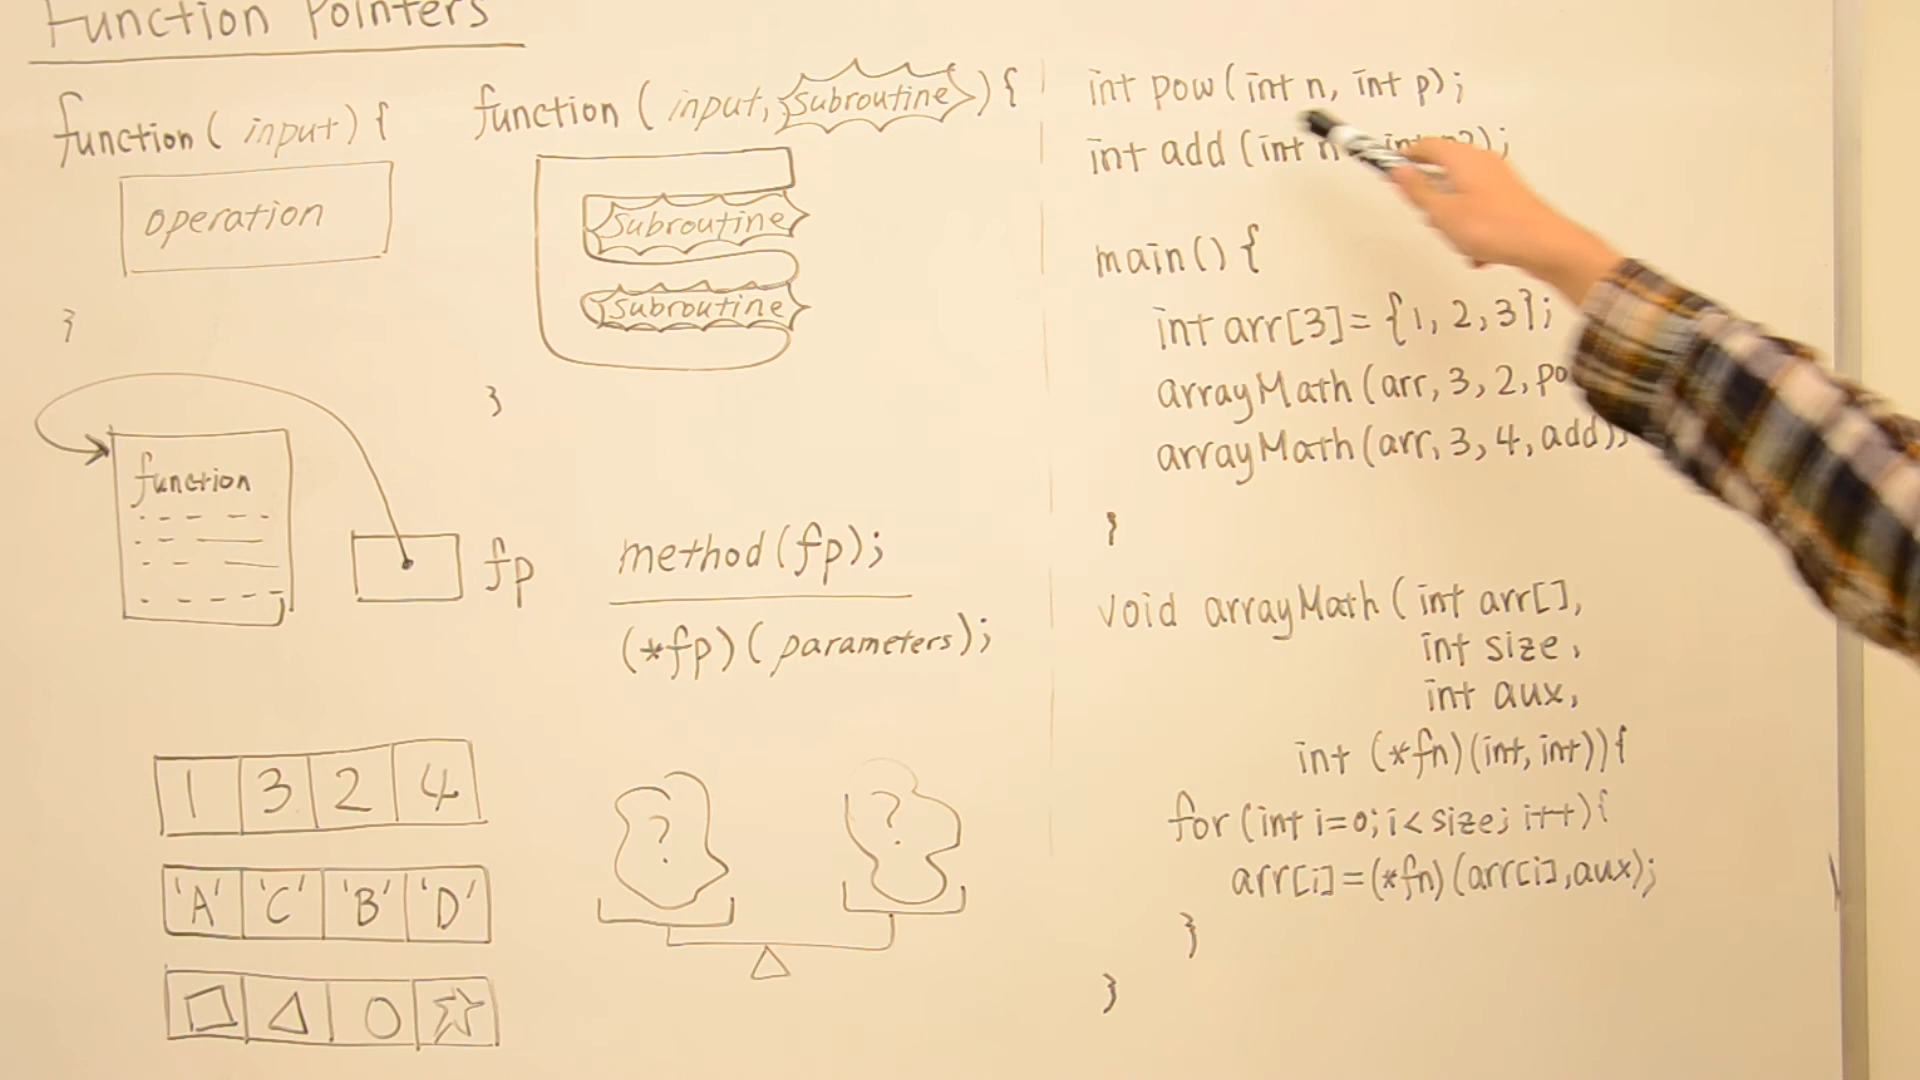 Function Pointers
function ( input ) {
operation
}
function ( input, subroutine ) {
subroutine
subroutine
}
function
fp
method(fp);
(*fp)( parameters );
1 3 2 4
'A' 'C' 'B' 'D'
?
?
int pow (int n, int p);
int add (int n
main() {
int arr[3] = {1, 2, 3};
arrayMath (arr, 3, 2,
arrayMath (arr, 3, 4, add);
}
void arrayMath ( int arr[],
int size,
int aux,
int (*fn)(int, int)){
for (int i=0; i<size; i++){
arr[i]=(*fn)(arr[i],aux);
}
}